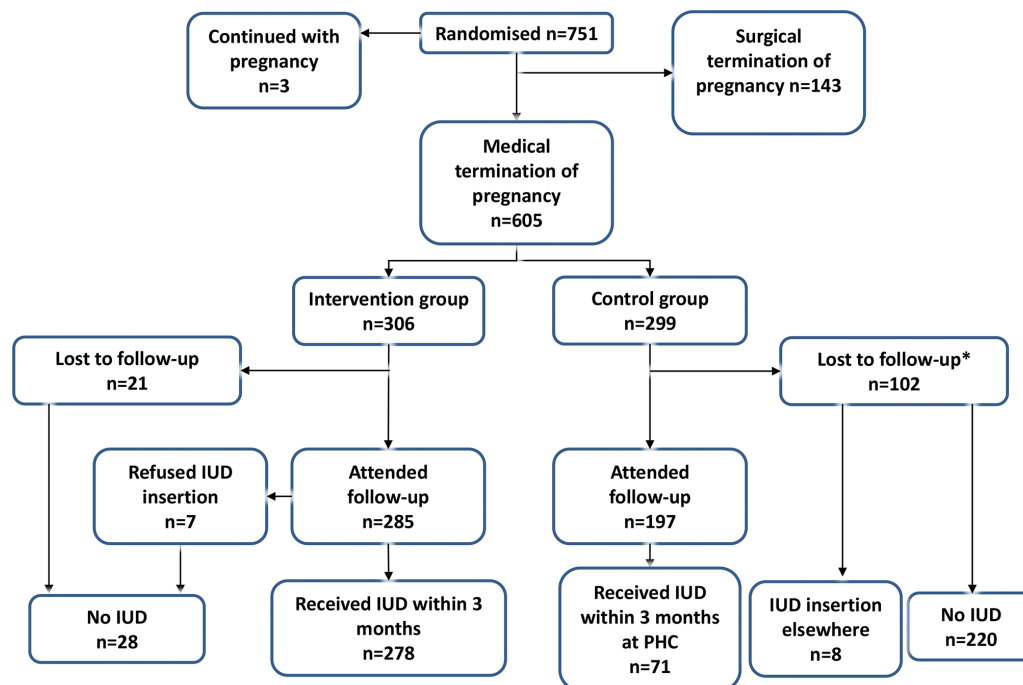 Continued with
pregnancy
n=3
Randomised n=751
Surgical
termination of
pregnancy n=143
Medical
termination of
pregnancy
n=605
Intervention group
n=306
Control group
n=299
Lost to follow-up
n=21
Lost to follow-up*
n=102
Refused IUD
insertion
n=7
Attended
follow-up
n=285
Attended
follow-up
n=197
No IUD
n=28
Received IUD within 3
months
n=278
Received IUD
within 3 months
at PHC
n=71
IUD insertion
elsewhere
n=8
No IUD
n=220